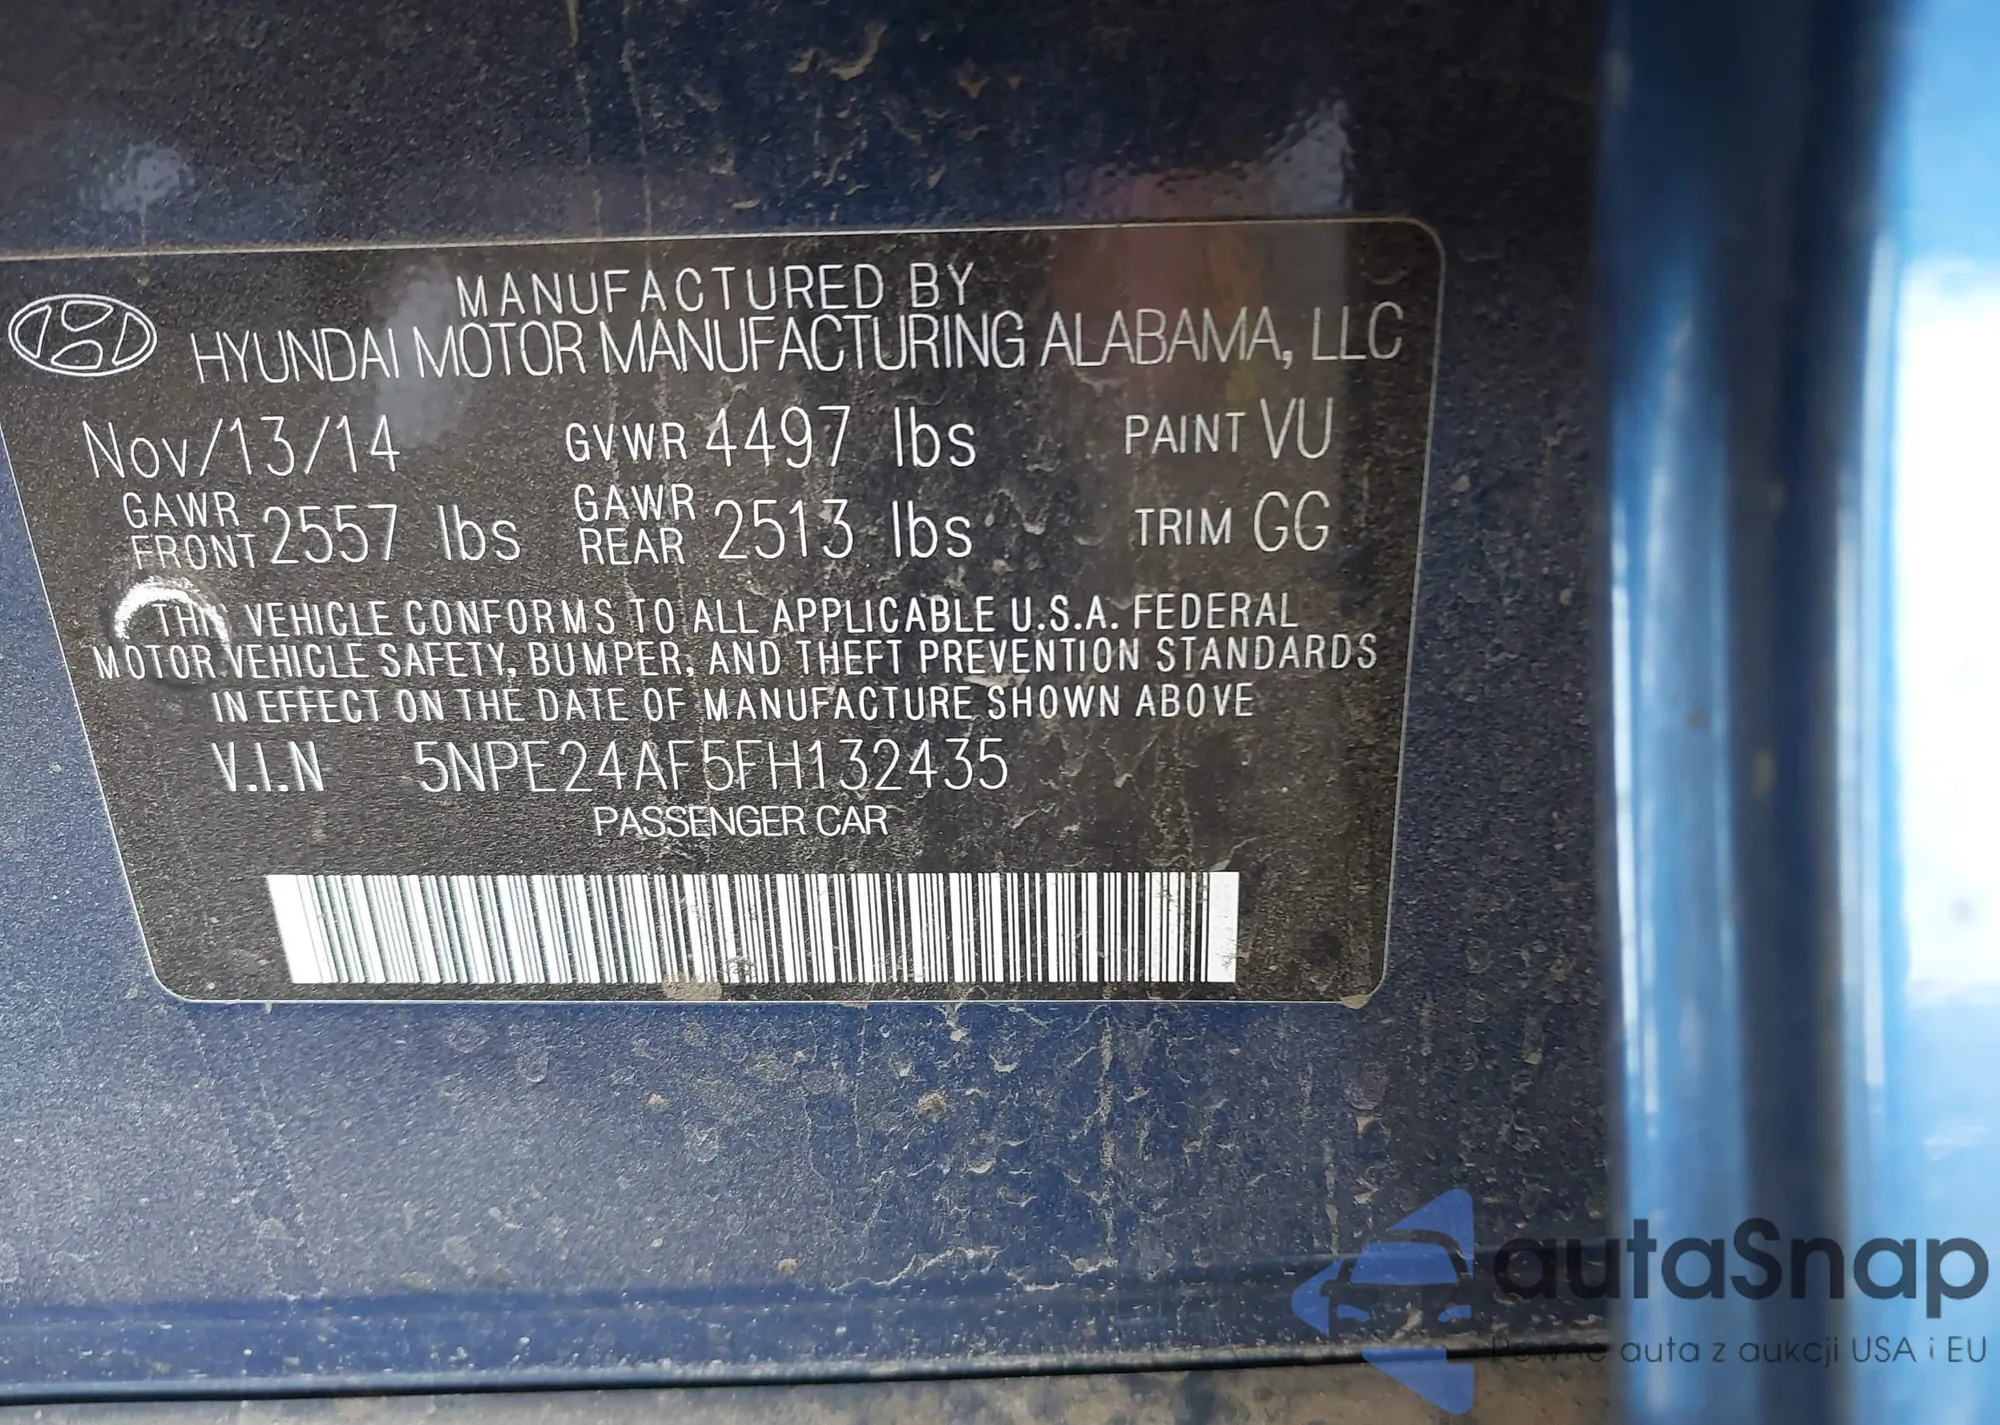 MANUFACTURED BY
HYUNDAI MOTOR MANUFACTURING ALABAMA, LLC
Nov/13/14 GVWR 4497 lbs PAINT VU
GAWR FRONT 2557 lbs GAWR REAR 2513 lbs TRIM GG
THIS VEHICLE CONFORMS TO ALL APPLICABLE U.S.A. FEDERAL
MOTOR VEHICLE SAFETY, BUMPER, AND THEFT PREVENTION STANDARDS
IN EFFECT ON THE DATE OF MANUFACTURE SHOWN ABOVE
V.I.N 5NPE24AF5FH132435
PASSENGER CAR
autaSnap
Pewne auta z aukcji USA i EU